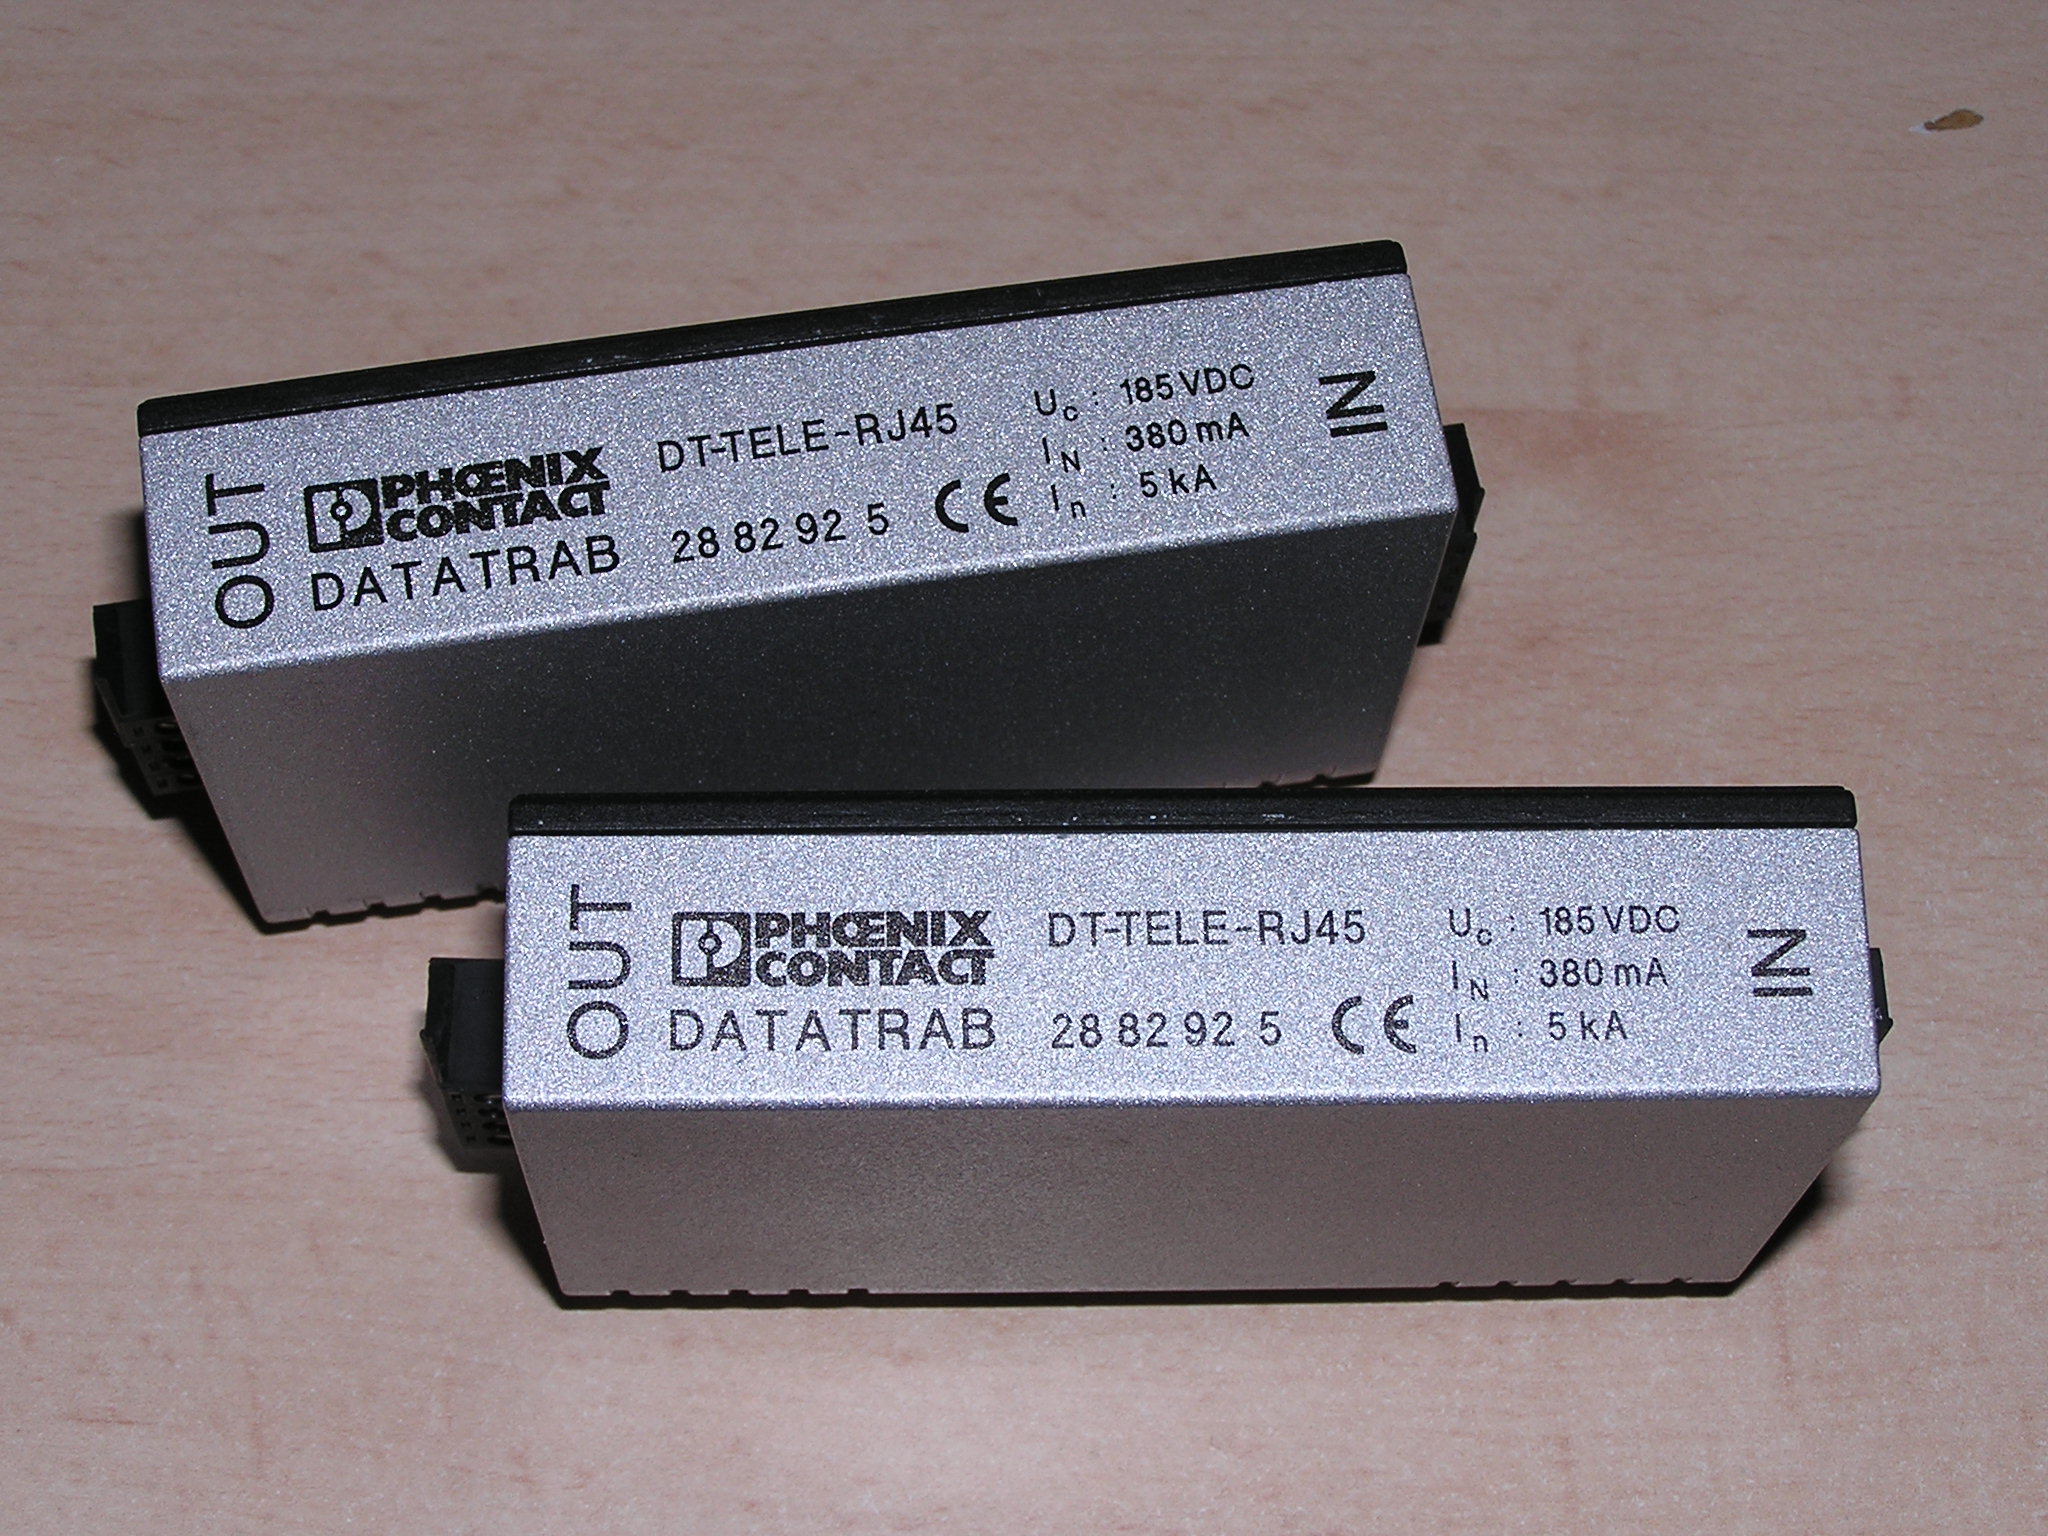 OUT
PHŒNIX
CONTACT
DATATRAB
DT-TELE-RJ45
28 82 92 5
CE
Uc : 185 VDC
IN : 380 mA
In : 5 kA
IN
OUT
PHŒNIX
CONTACT
DATATRAB
DT-TELE-RJ45
28 82 92 5
CE
Uc : 185 VDC
IN : 380 mA
In : 5 kA
IN